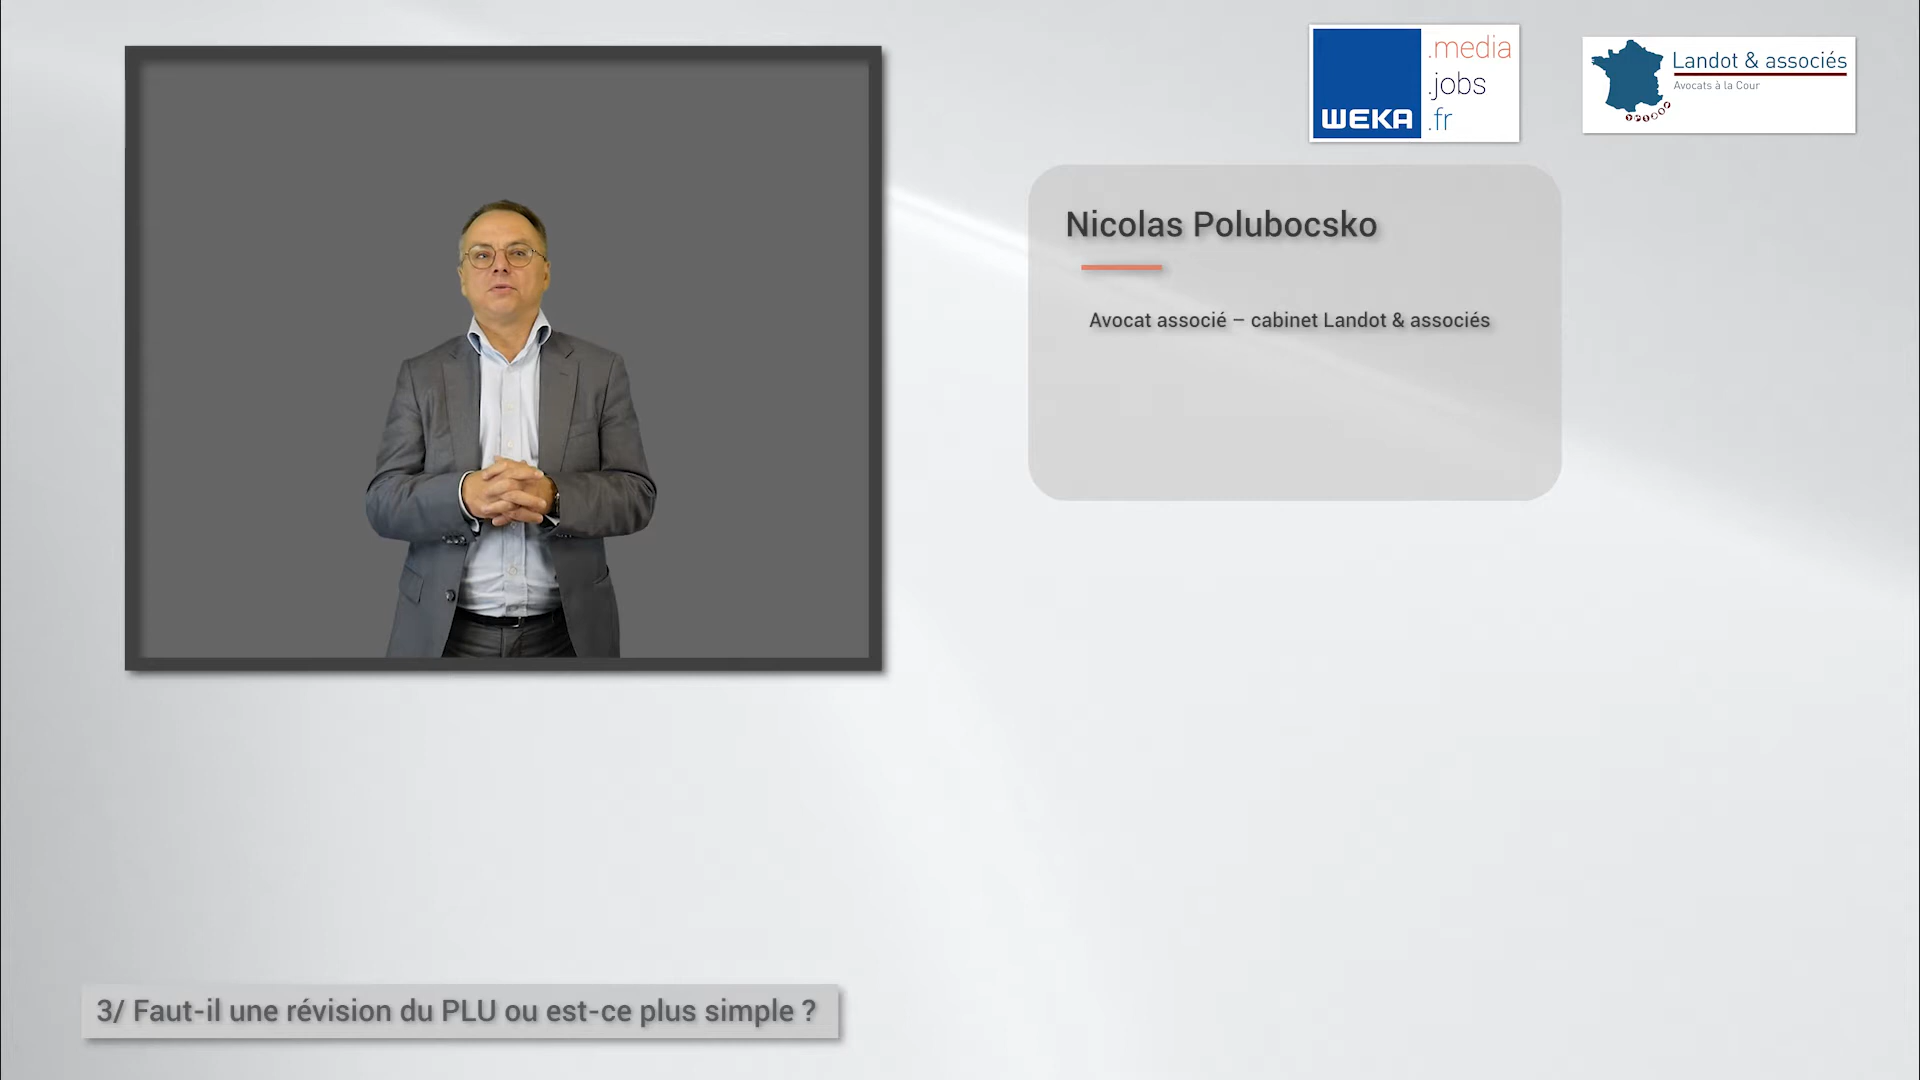 WEKA
.media
.jobs
.fr
Landot & associés
Avocats à la Cour
Nicolas Polubocsko
Avocat associé – cabinet Landot & associés
3/ Faut-il une révision du PLU ou est-ce plus simple ?